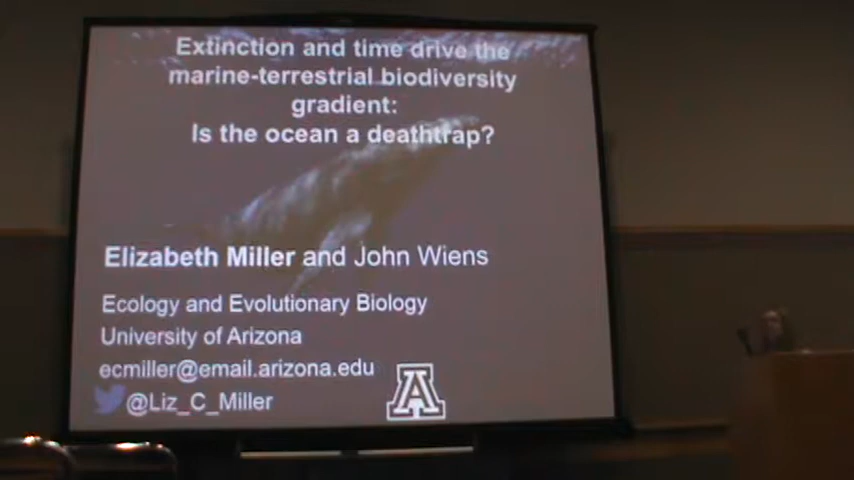 Extinction and time drive the
marine-terrestrial biodiversity
gradient:
Is the ocean a deathtrap?
Elizabeth Miller and John Wiens
Ecology and Evolutionary Biology
University of Arizona
ecmiller@email.arizona.edu
@Liz_C_Miller
A